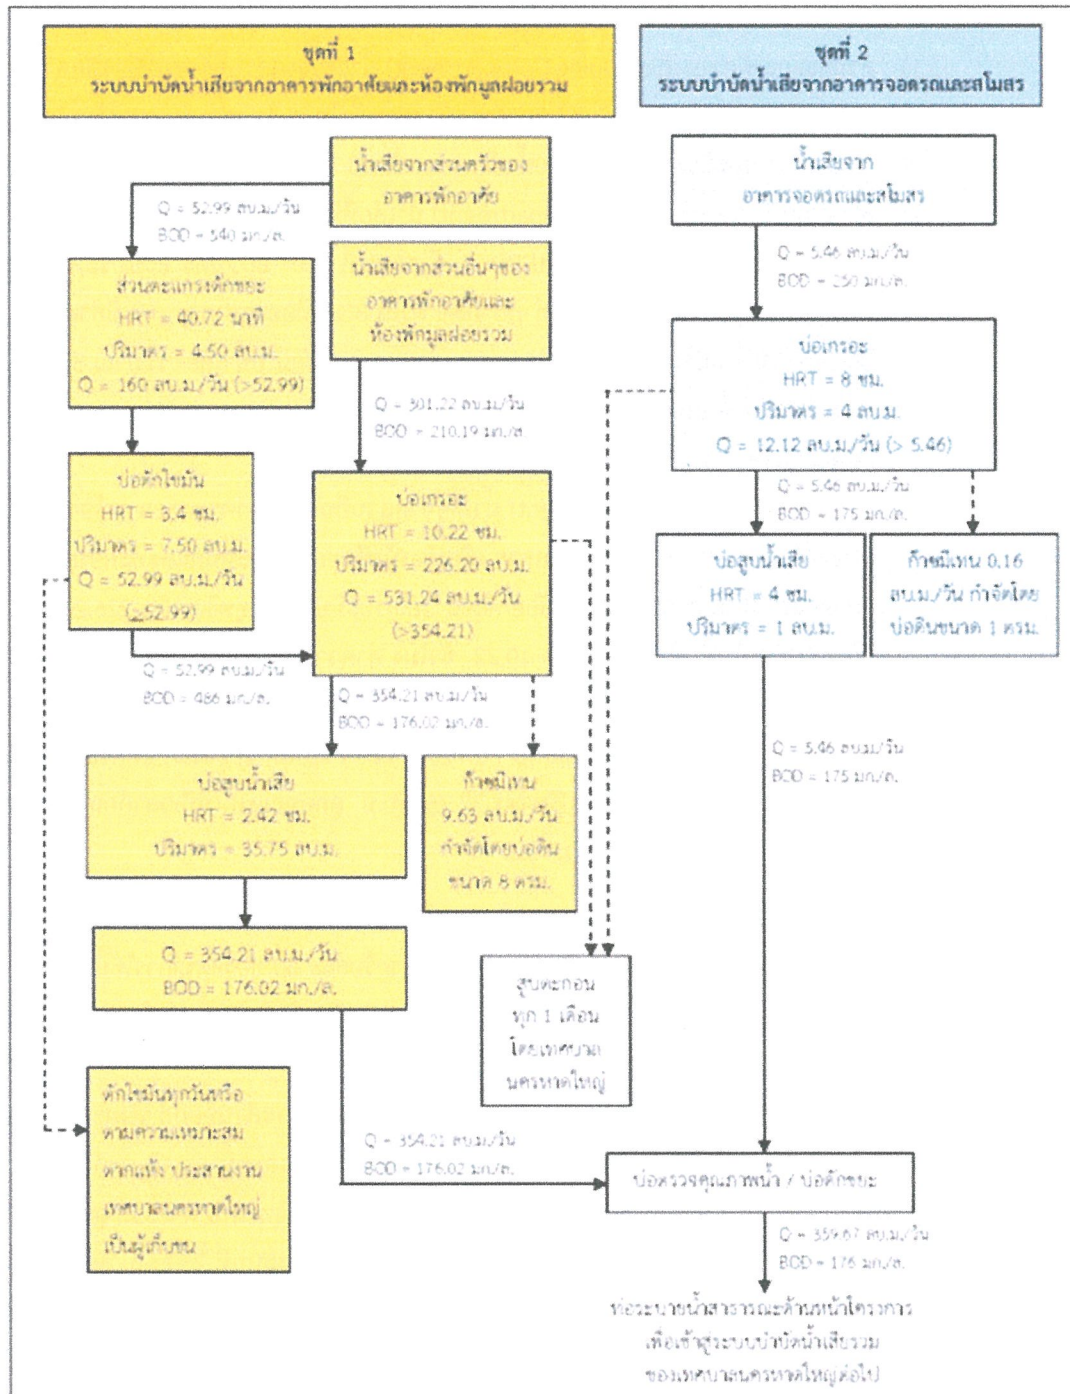 ชุดที่ 1
ระบบบำบัดน้ำเสียจากอาคารพักอาศัยและห้องพักมูลฝอยรวม
ชุดที่ 2
ระบบบำบัดน้ำเสียจากอาคารจอดรถและสโมสร
น้ำเสียจากส่วนครัวของ
อาคารพักอาศัย
Q = 52.99 ลบ.ม./วัน
BOD = 540 มก./ล.
ส่วนตะแกรงดักขยะ
HRT = 40.72 นาที
ปริมาตร = 4.50 ลบ.ม.
Q = 160 ลบ.ม./วัน (>52.99)
น้ำเสียจากส่วนอื่นๆของ
อาคารพักอาศัยและ
ห้องพักมูลฝอยรวม
Q = 301.22 ลบ.ม./วัน
BOD = 210.19 มก./ล.
บ่อดักไขมัน
HRT = 3.4 ชม.
ปริมาตร = 7.50 ลบ.ม.
Q = 52.99 ลบ.ม./วัน
(≥52.99)
บ่อเกรอะ
HRT = 10.22 ชม.
ปริมาตร = 226.20 ลบ.ม.
Q = 531.24 ลบ.ม./วัน
(>354.21)
Q = 52.99 ลบ.ม./วัน
BOD = 486 มก./ล.
Q = 354.21 ลบ.ม./วัน
BOD = 176.02 มก./ล.
บ่อสูบน้ำเสีย
HRT = 2.42 ชม.
ปริมาตร = 35.75 ลบ.ม.
ก๊าซมีเทน
9.63 ลบ.ม./วัน
กำจัดโดยบ่อดิน
ขนาด 8 ตรม.
Q = 354.21 ลบ.ม./วัน
BOD = 176.02 มก./ล.
ดักไขมันทุกวันหรือ
ตามความเหมาะสม
ตากแห้ง ประสานงาน
เทศบาลนครหาดใหญ่
เป็นผู้เก็บขน
Q = 354.21 ลบ.ม./วัน
BOD = 176.02 มก./ล.
สูบตะกอน
ทุก 1 เดือน
โดยเทศบาล
นครหาดใหญ่
น้ำเสียจาก
อาคารจอดรถและสโมสร
Q = 5.46 ลบ.ม./วัน
BOD = 250 มก./ล.
บ่อเกรอะ
HRT = 8 ชม.
ปริมาตร = 4 ลบ.ม.
Q = 12.12 ลบ.ม./วัน (> 5.46)
Q = 5.46 ลบ.ม./วัน
BOD = 175 มก./ล.
บ่อสูบน้ำเสีย
HRT = 4 ชม.
ปริมาตร = 1 ลบ.ม.
ก๊าซมีเทน 0.16
ลบ.ม./วัน กำจัดโดย
บ่อดินขนาด 1 ตรม.
Q = 5.46 ลบ.ม./วัน
BOD = 175 มก./ล.
บ่อตรวจคุณภาพน้ำ / บ่อดักขยะ
Q = 359.67 ลบ.ม./วัน
BOD = 176 มก./ล.
ท่อระบายน้ำสาธารณะด้านหน้าโครงการ
เพื่อเข้าสู่ระบบบำบัดน้ำเสียรวม
ของเทศบาลนครหาดใหญ่ต่อไป